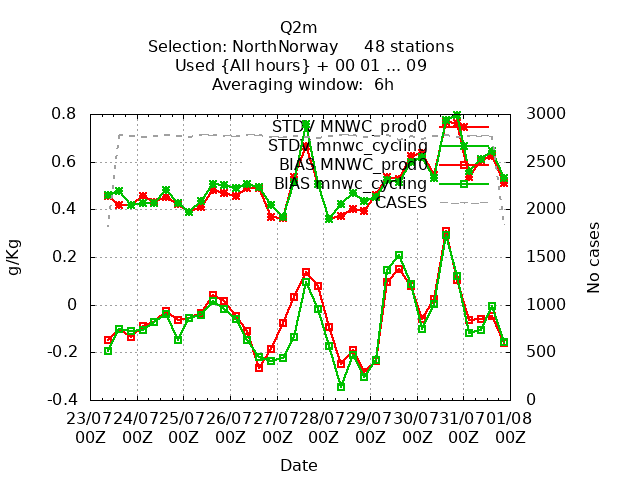 Q2m
Selection: NorthNorway     48 stations
Used {All hours} + 00 01 ... 09
Averaging window:  6h
0.8
0.6
0.4
0.2
0
-0.2
-0.4
3000
2500
2000
1500
1000
500
0
g/Kg
No cases
STDV MNWC_prod0
STDV mnwc_cycling
BIAS MNWC_prod0
BIAS mnwc_cycling
CASES
23/07 24/07 25/07 26/07 27/07 28/07 29/07 30/07 31/07 01/08
00Z 00Z 00Z 00Z 00Z 00Z 00Z 00Z 00Z 00Z
Date